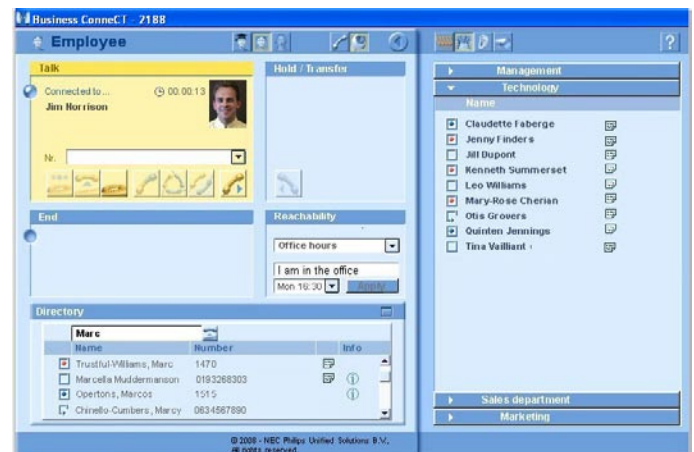 Business ConneCT - 2188
Employee
Talk
Connected to ...
00:00:13
Jim Morrison
Nr.
Hold / Transfer
End
Reachability
Office hours
I am in the office
Mon 16:30
Apply
Directory
Marc
Name Number Info
Trustful-Williams, Marc 1470
Marcella Muddermanson 0193268303
Opertons, Marcos 1515
Chinello-Cumbers, Marcy 0634567890
Management
Technology
Name
Claudette Faberge
Jenny Finders
Jill Dupont
Kenneth Summerset
Leo Williams
Mary-Rose Cherian
Otis Grovers
Quinten Jennings
Tina Vailliant
Sales department
Marketing
© 2008 - NEC Philips Unified Solutions B.V.,
All rights reserved